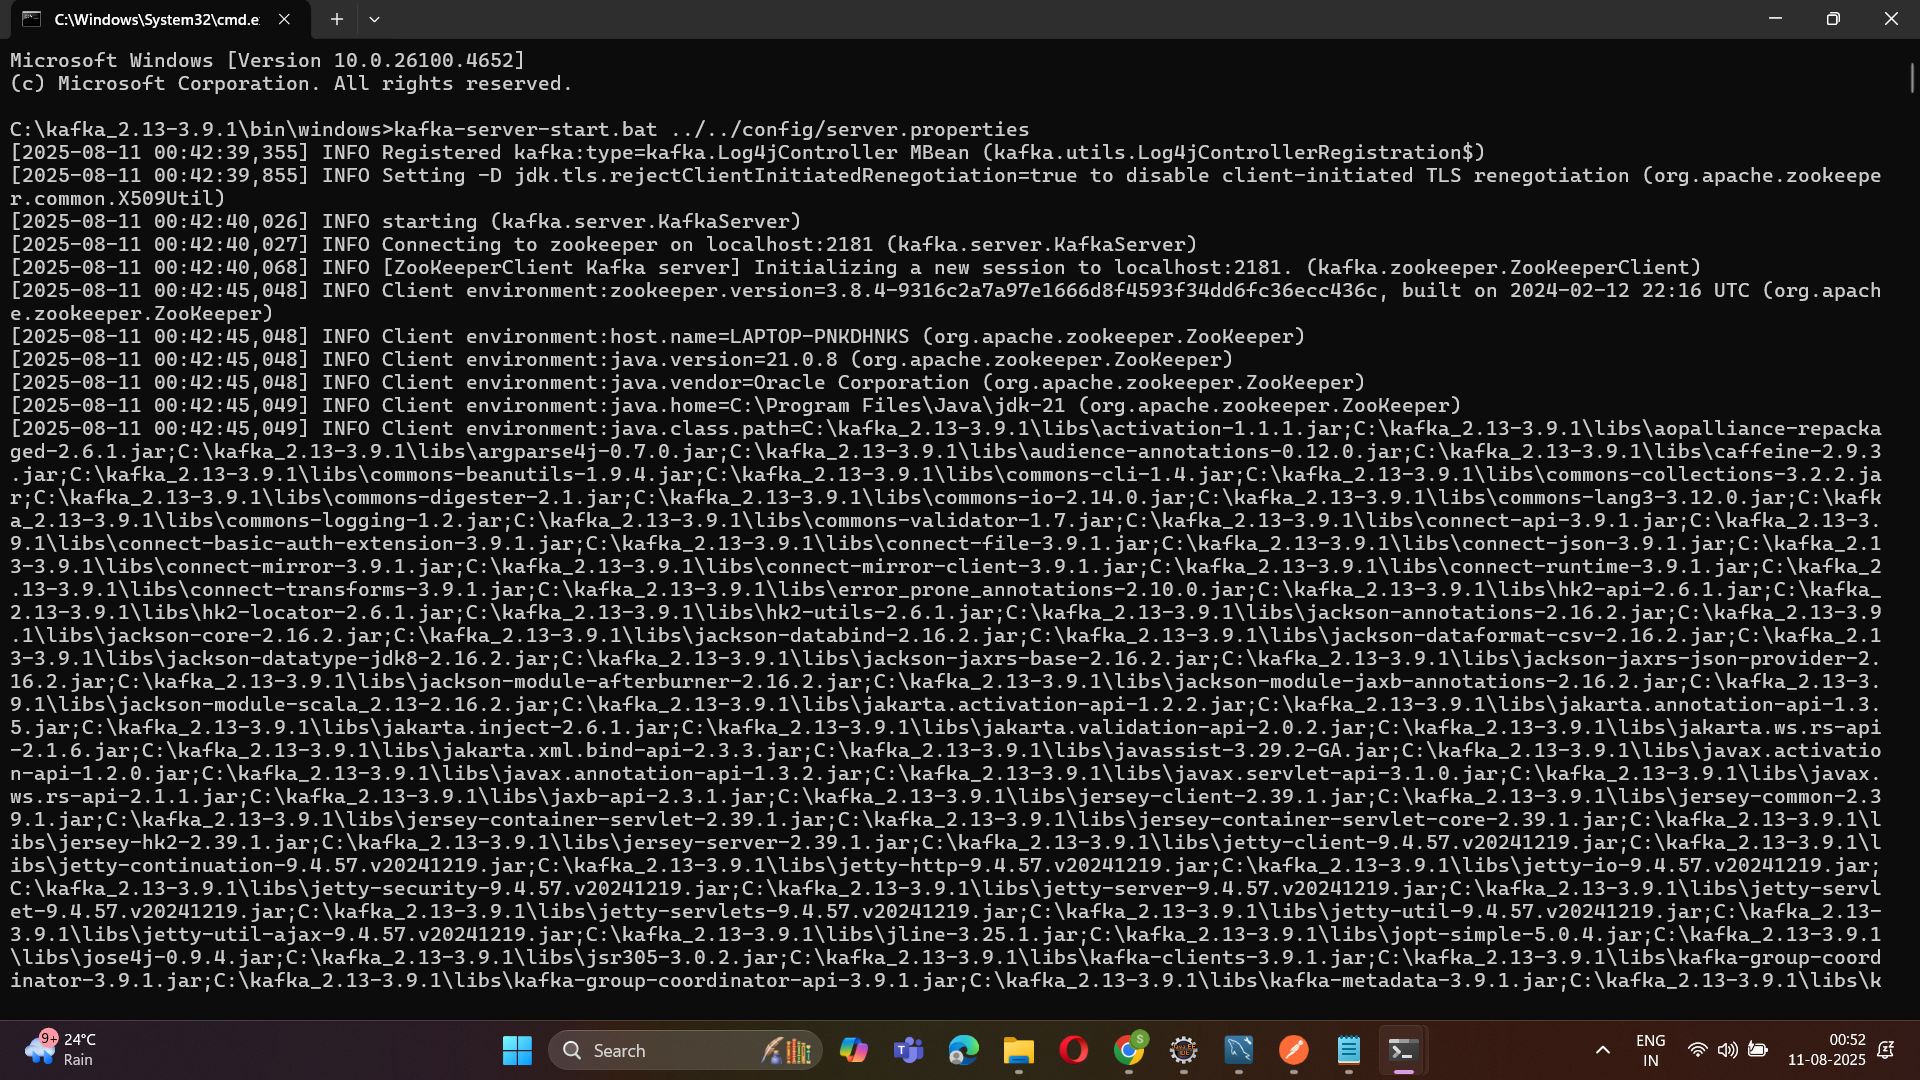 C:\Windows\System32\cmd.e
Microsoft Windows [Version 10.0.26100.4652]
(c) Microsoft Corporation. All rights reserved.
C:\kafka_2.13-3.9.1\bin\windows>kafka-server-start.bat ../../config/server.properties
[2025-08-11 00:42:39,355] INFO Registered kafka:type=kafka.Log4jController MBean (kafka.utils.Log4jControllerRegistration$)
[2025-08-11 00:42:39,855] INFO Setting -D jdk.tls.rejectClientInitiatedRenegotiation=true to disable client-initiated TLS renegotiation (org.apache.zookeepe
r.common.X509Util)
[2025-08-11 00:42:40,026] INFO starting (kafka.server.KafkaServer)
[2025-08-11 00:42:40,027] INFO Connecting to zookeeper on localhost:2181 (kafka.server.KafkaServer)
[2025-08-11 00:42:40,068] INFO [ZooKeeperClient Kafka server] Initializing a new session to localhost:2181. (kafka.zookeeper.ZooKeeperClient)
[2025-08-11 00:42:45,048] INFO Client environment:zookeeper.version=3.8.4-9316c2a7a97e1666d8f4593f34dd6fc36ecc436c, built on 2024-02-12 22:16 UTC (org.apach
e.zookeeper.ZooKeeper)
[2025-08-11 00:42:45,048] INFO Client environment:host.name=LAPTOP-PNKDHNKS (org.apache.zookeeper.ZooKeeper)
[2025-08-11 00:42:45,048] INFO Client environment:java.version=21.0.8 (org.apache.zookeeper.ZooKeeper)
[2025-08-11 00:42:45,048] INFO Client environment:java.vendor=Oracle Corporation (org.apache.zookeeper.ZooKeeper)
[2025-08-11 00:42:45,049] INFO Client environment:java.home=C:\Program Files\Java\jdk-21 (org.apache.zookeeper.ZooKeeper)
[2025-08-11 00:42:45,049] INFO Client environment:java.class.path=C:\kafka_2.13-3.9.1\libs\activation-1.1.1.jar;C:\kafka_2.13-3.9.1\libs\aopalliance-repacka
ged-2.6.1.jar;C:\kafka_2.13-3.9.1\libs\argparse4j-0.7.0.jar;C:\kafka_2.13-3.9.1\libs\audience-annotations-0.12.0.jar;C:\kafka_2.13-3.9.1\libs\caffeine-2.9.3
.jar;C:\kafka_2.13-3.9.1\libs\commons-beanutils-1.9.4.jar;C:\kafka_2.13-3.9.1\libs\commons-cli-1.4.jar;C:\kafka_2.13-3.9.1\libs\commons-collections-3.2.2.ja
r;C:\kafka_2.13-3.9.1\libs\commons-digester-2.1.jar;C:\kafka_2.13-3.9.1\libs\commons-io-2.14.0.jar;C:\kafka_2.13-3.9.1\libs\commons-lang3-3.12.0.jar;C:\kafk
a_2.13-3.9.1\libs\commons-logging-1.2.jar;C:\kafka_2.13-3.9.1\libs\commons-validator-1.7.jar;C:\kafka_2.13-3.9.1\libs\connect-api-3.9.1.jar;C:\kafka_2.13-3.
9.1\libs\connect-basic-auth-extension-3.9.1.jar;C:\kafka_2.13-3.9.1\libs\connect-file-3.9.1.jar;C:\kafka_2.13-3.9.1\libs\connect-json-3.9.1.jar;C:\kafka_2.1
3-3.9.1\libs\connect-mirror-3.9.1.jar;C:\kafka_2.13-3.9.1\libs\connect-mirror-client-3.9.1.jar;C:\kafka_2.13-3.9.1\libs\connect-runtime-3.9.1.jar;C:\kafka_2
.13-3.9.1\libs\connect-transforms-3.9.1.jar;C:\kafka_2.13-3.9.1\libs\error_prone_annotations-2.10.0.jar;C:\kafka_2.13-3.9.1\libs\hk2-api-2.6.1.jar;C:\kafka_
2.13-3.9.1\libs\hk2-locator-2.6.1.jar;C:\kafka_2.13-3.9.1\libs\hk2-utils-2.6.1.jar;C:\kafka_2.13-3.9.1\libs\jackson-annotations-2.16.2.jar;C:\kafka_2.13-3.9
.1\libs\jackson-core-2.16.2.jar;C:\kafka_2.13-3.9.1\libs\jackson-databind-2.16.2.jar;C:\kafka_2.13-3.9.1\libs\jackson-dataformat-csv-2.16.2.jar;C:\kafka_2.1
3-3.9.1\libs\jackson-datatype-jdk8-2.16.2.jar;C:\kafka_2.13-3.9.1\libs\jackson-jaxrs-base-2.16.2.jar;C:\kafka_2.13-3.9.1\libs\jackson-jaxrs-json-provider-2.
16.2.jar;C:\kafka_2.13-3.9.1\libs\jackson-module-afterburner-2.16.2.jar;C:\kafka_2.13-3.9.1\libs\jackson-module-jaxb-annotations-2.16.2.jar;C:\kafka_2.13-3.
9.1\libs\jackson-module-scala_2.13-2.16.2.jar;C:\kafka_2.13-3.9.1\libs\jakarta.activation-api-1.2.2.jar;C:\kafka_2.13-3.9.1\libs\jakarta.annotation-api-1.3.
5.jar;C:\kafka_2.13-3.9.1\libs\jakarta.inject-2.6.1.jar;C:\kafka_2.13-3.9.1\libs\jakarta.validation-api-2.0.2.jar;C:\kafka_2.13-3.9.1\libs\jakarta.ws.rs-api
-2.1.6.jar;C:\kafka_2.13-3.9.1\libs\jakarta.xml.bind-api-2.3.3.jar;C:\kafka_2.13-3.9.1\libs\javassist-3.29.2-GA.jar;C:\kafka_2.13-3.9.1\libs\javax.activatio
n-api-1.2.0.jar;C:\kafka_2.13-3.9.1\libs\javax.annotation-api-1.3.2.jar;C:\kafka_2.13-3.9.1\libs\javax.servlet-api-3.1.0.jar;C:\kafka_2.13-3.9.1\libs\javax.
ws.rs-api-2.1.1.jar;C:\kafka_2.13-3.9.1\libs\jaxb-api-2.3.1.jar;C:\kafka_2.13-3.9.1\libs\jersey-client-2.39.1.jar;C:\kafka_2.13-3.9.1\libs\jersey-common-2.3
9.1.jar;C:\kafka_2.13-3.9.1\libs\jersey-container-servlet-2.39.1.jar;C:\kafka_2.13-3.9.1\libs\jersey-container-servlet-core-2.39.1.jar;C:\kafka_2.13-3.9.1\l
ibs\jersey-hk2-2.39.1.jar;C:\kafka_2.13-3.9.1\libs\jersey-server-2.39.1.jar;C:\kafka_2.13-3.9.1\libs\jetty-client-9.4.57.v20241219.jar;C:\kafka_2.13-3.9.1\l
ibs\jetty-continuation-9.4.57.v20241219.jar;C:\kafka_2.13-3.9.1\libs\jetty-http-9.4.57.v20241219.jar;C:\kafka_2.13-3.9.1\libs\jetty-io-9.4.57.v20241219.jar;
C:\kafka_2.13-3.9.1\libs\jetty-security-9.4.57.v20241219.jar;C:\kafka_2.13-3.9.1\libs\jetty-server-9.4.57.v20241219.jar;C:\kafka_2.13-3.9.1\libs\jetty-servl
et-9.4.57.v20241219.jar;C:\kafka_2.13-3.9.1\libs\jetty-servlets-9.4.57.v20241219.jar;C:\kafka_2.13-3.9.1\libs\jetty-util-9.4.57.v20241219.jar;C:\kafka_2.13-
3.9.1\libs\jetty-util-ajax-9.4.57.v20241219.jar;C:\kafka_2.13-3.9.1\libs\jline-3.25.1.jar;C:\kafka_2.13-3.9.1\libs\jopt-simple-5.0.4.jar;C:\kafka_2.13-3.9.1
\libs\jose4j-0.9.4.jar;C:\kafka_2.13-3.9.1\libs\jsr305-3.0.2.jar;C:\kafka_2.13-3.9.1\libs\kafka-clients-3.9.1.jar;C:\kafka_2.13-3.9.1\libs\kafka-group-coord
inator-3.9.1.jar;C:\kafka_2.13-3.9.1\libs\kafka-group-coordinator-api-3.9.1.jar;C:\kafka_2.13-3.9.1\libs\kafka-metadata-3.9.1.jar;C:\kafka_2.13-3.9.1\libs\k
9+
24°C
Rain
Search
S
ENG
IN
00:52
11-08-2025